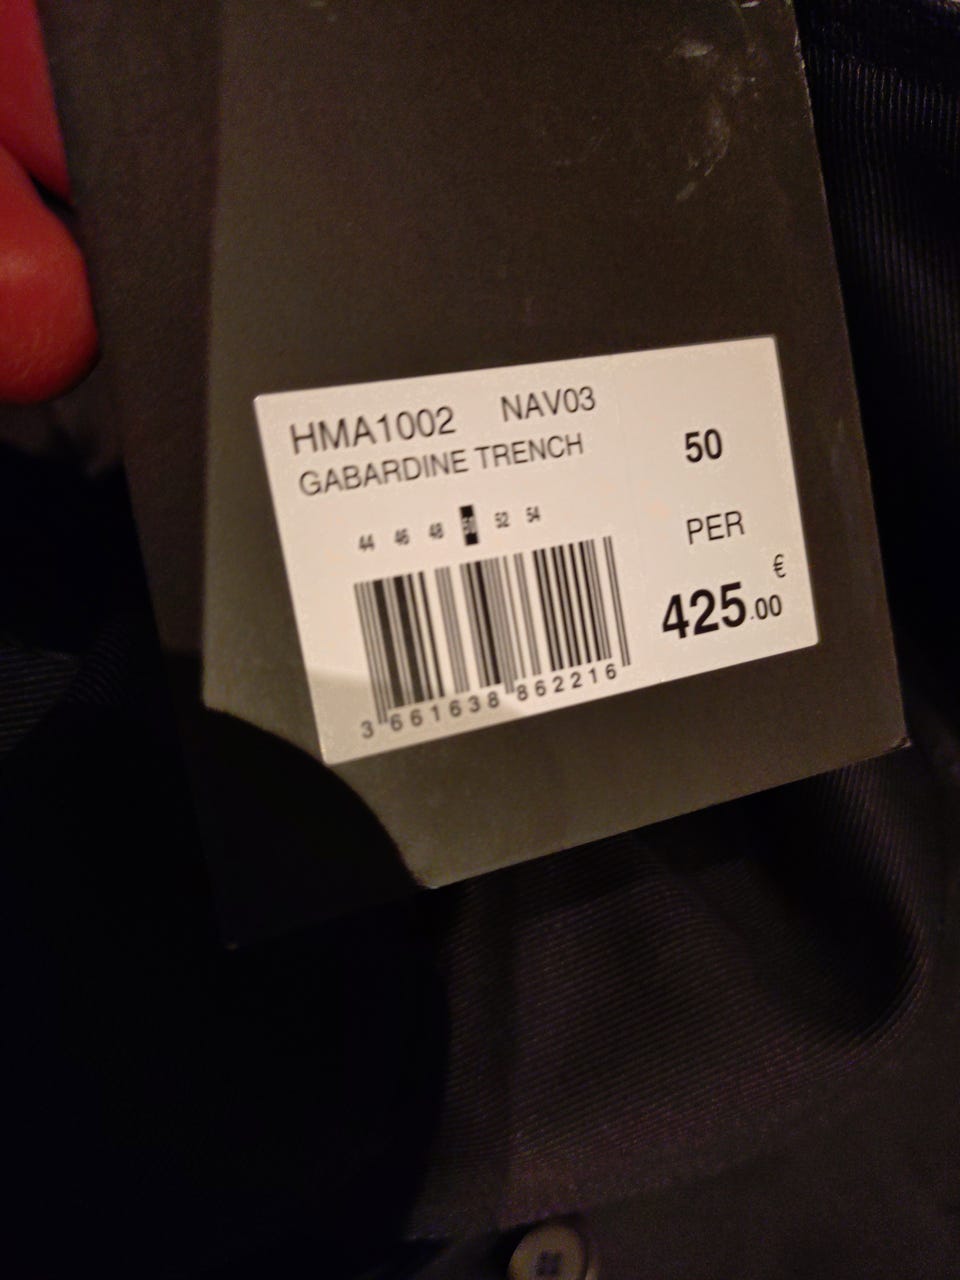 HMA1002 NAV03
GABARDINE TRENCH
50
44 46 48 50 52 54
PER
€
425.00
3 661638 862216